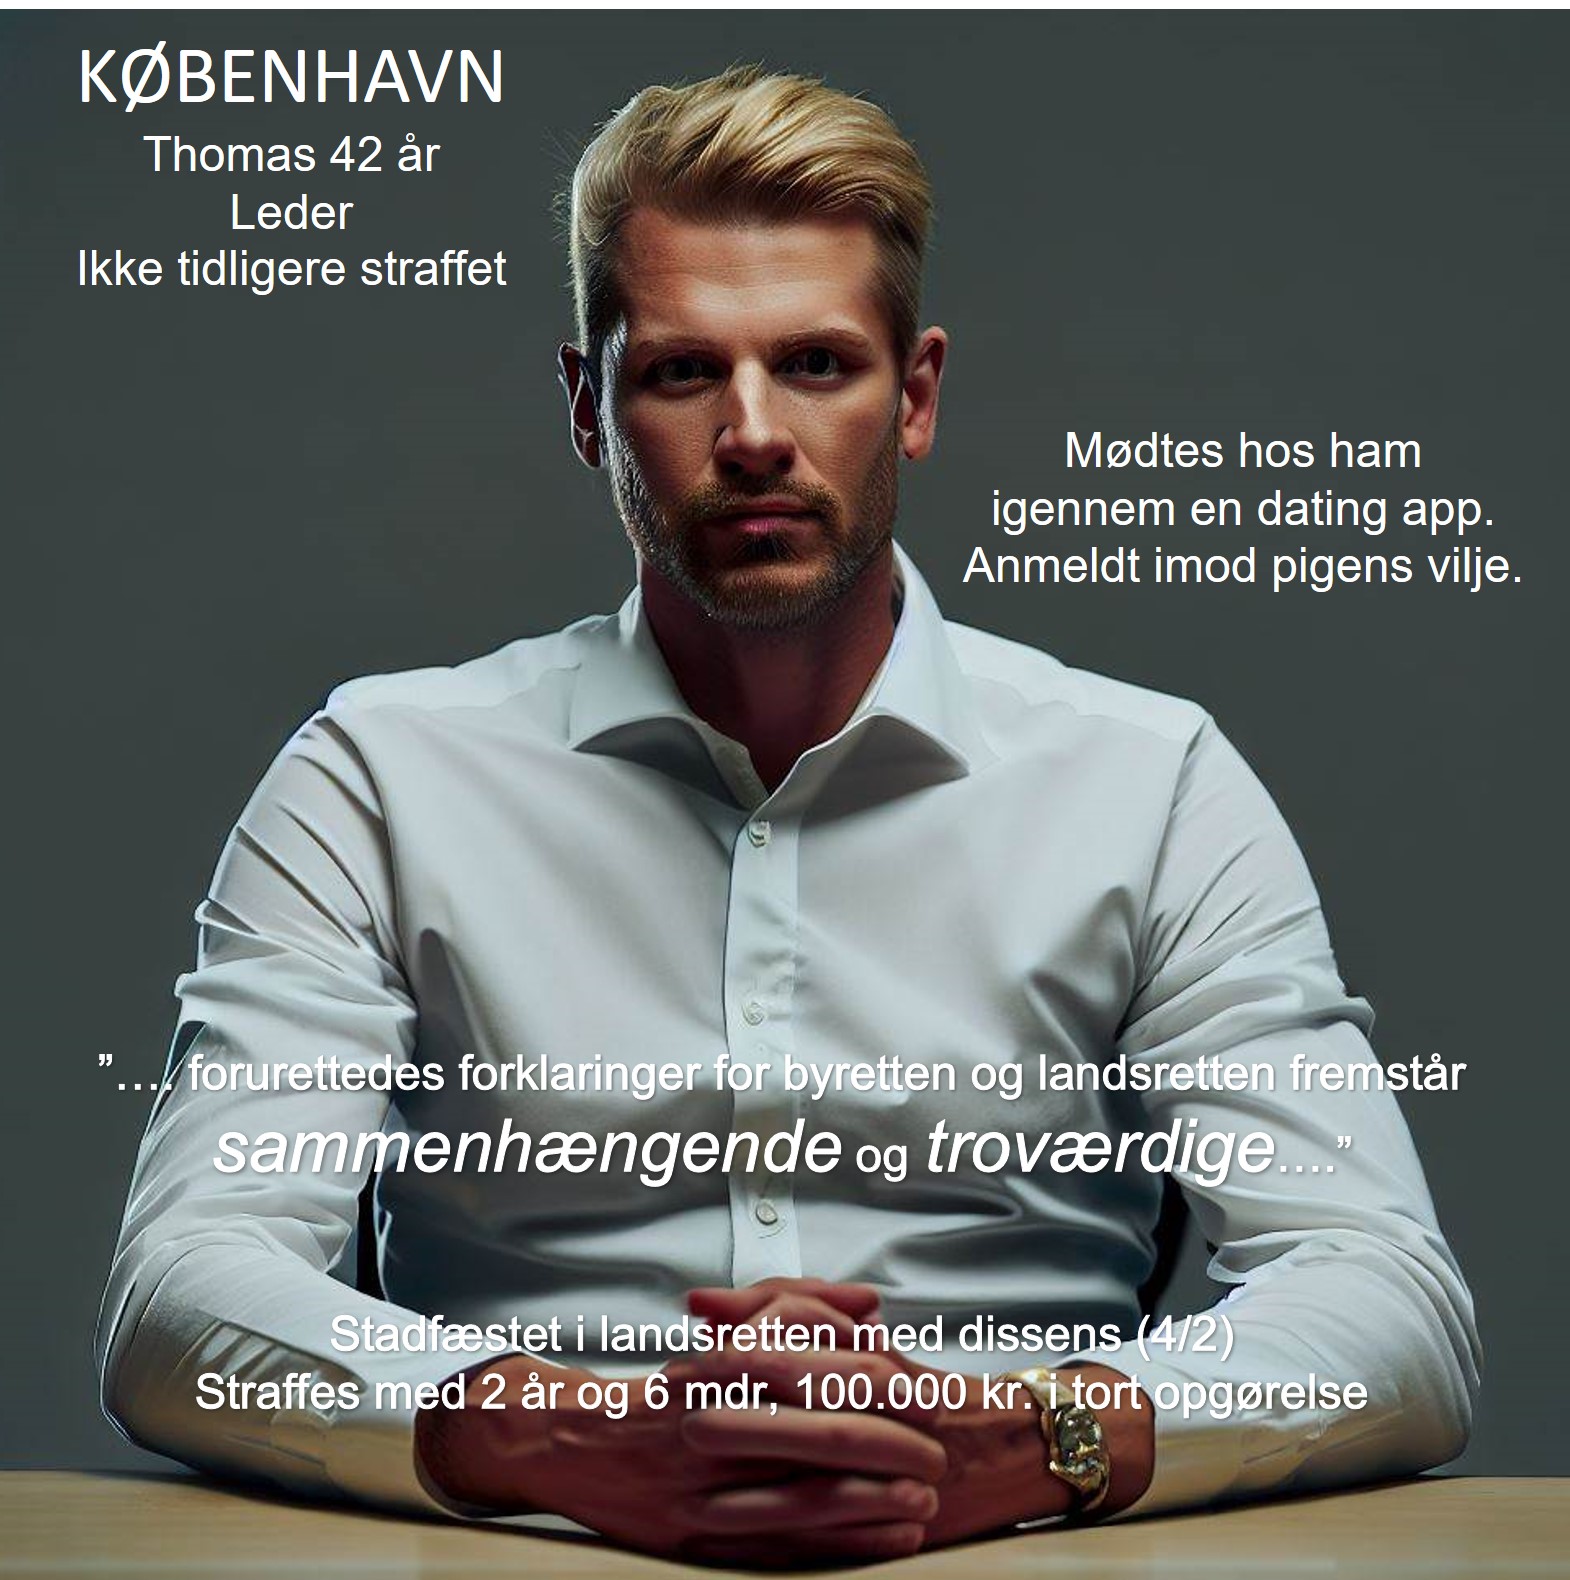 KØBENHAVN
Thomas 42 år
Leder
Ikke tidligere straffet
Mødtes hos ham
igennem en dating app.
Anmeldt imod pigens vilje.
”…. forurettedes forklaringer for byretten og landsretten fremstår
sammenhængende og troværdige….”
Stadfæstet i landsretten med dissens (4/2)
Straffes med 2 år og 6 mdr, 100.000 kr. i tort opgørelse